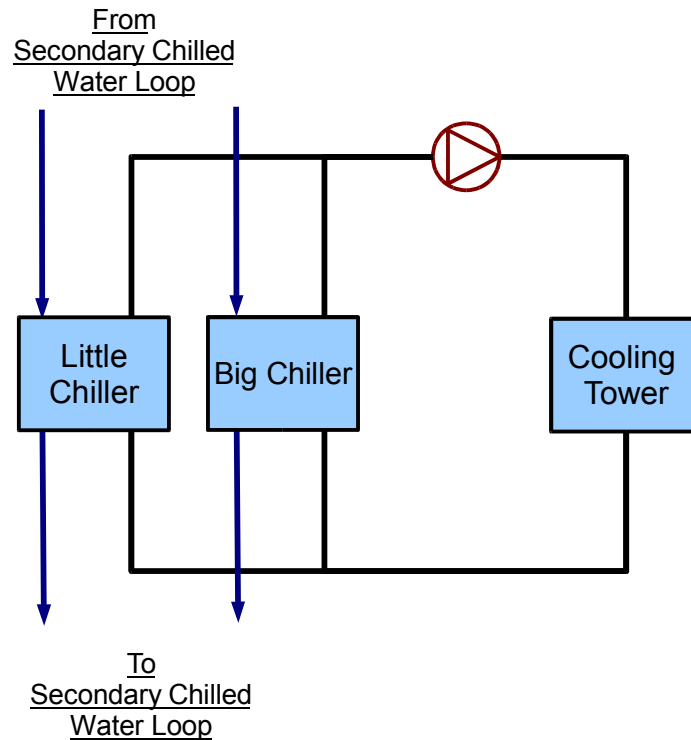 From
Secondary Chilled
Water Loop
Little
Chiller
Big Chiller
Cooling
Tower
To
Secondary Chilled
Water Loop